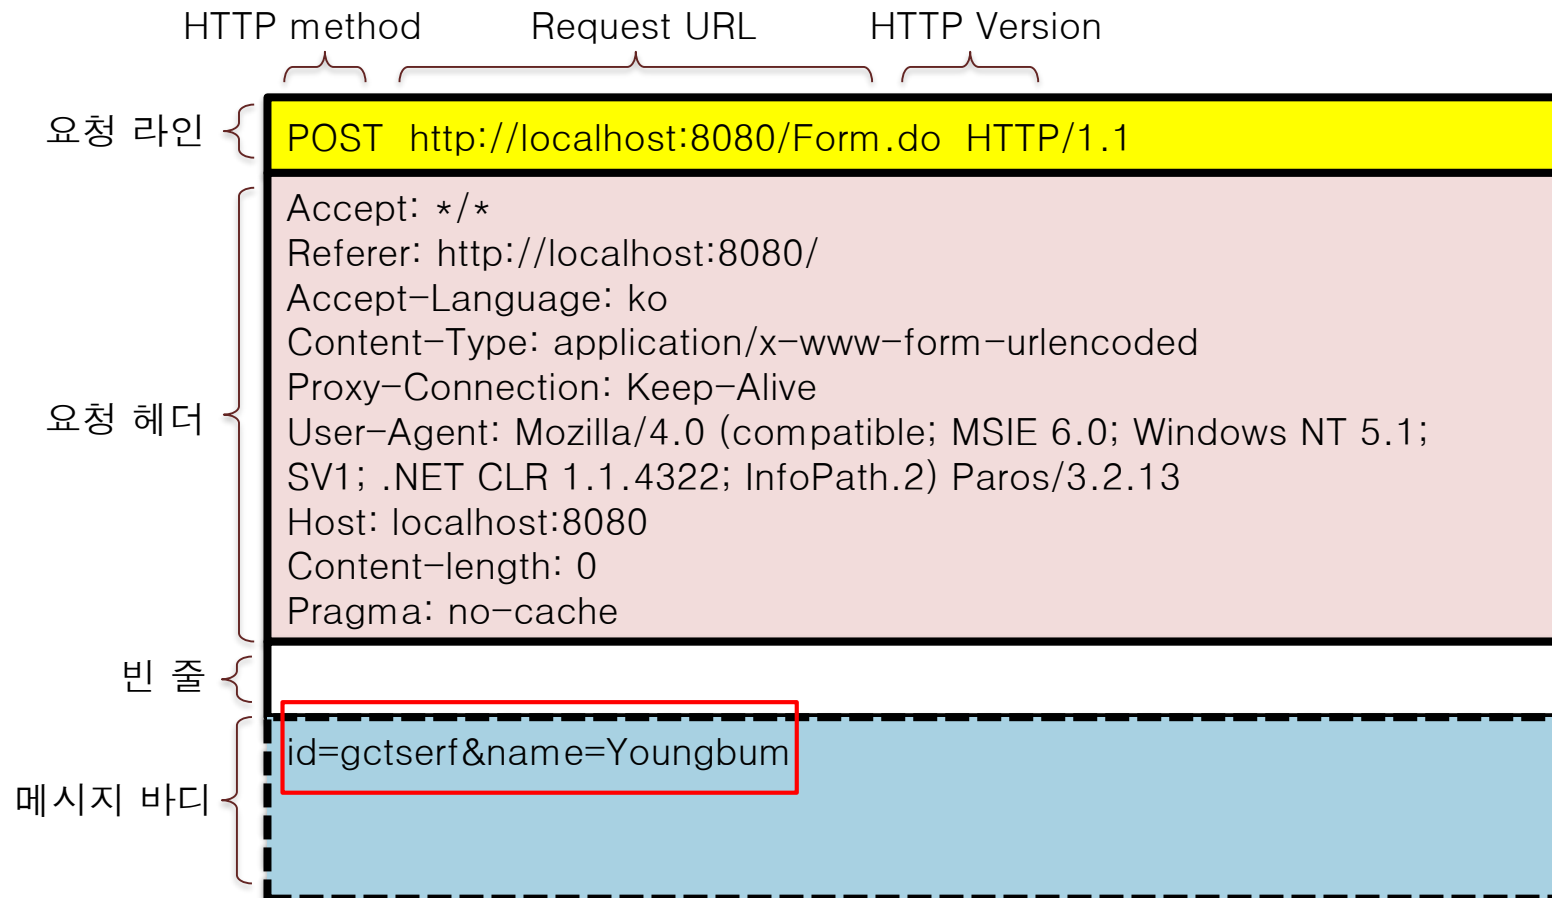 HTTP method Request URL HTTP Version
요청 라인
POST http://localhost:8080/Form.do HTTP/1.1
요청 헤더
Accept: */*
Referer: http://localhost:8080/
Accept-Language: ko
Content-Type: application/x-www-form-urlencoded
Proxy-Connection: Keep-Alive
User-Agent: Mozilla/4.0 (compatible; MSIE 6.0; Windows NT 5.1;
SV1; .NET CLR 1.1.4322; InfoPath.2) Paros/3.2.13
Host: localhost:8080
Content-length: 0
Pragma: no-cache
빈 줄
메시지 바디
id=gctserf&name=Youngbum